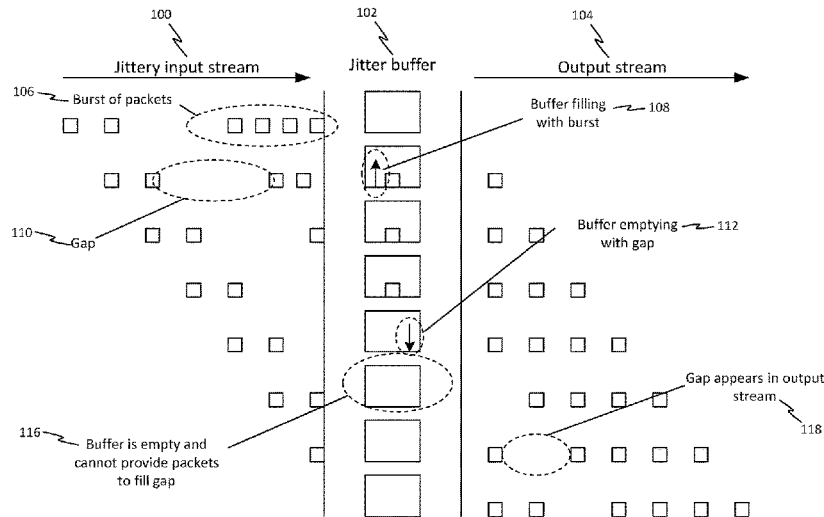 100
102
104
Jittery input stream
Jitter buffer
Output stream
106
Burst of packets
Buffer filling
with burst
108
110
Gap
Buffer emptying
with gap
112
Gap appears in output
stream
118
116
Buffer is empty and
cannot provide packets
to fill gap